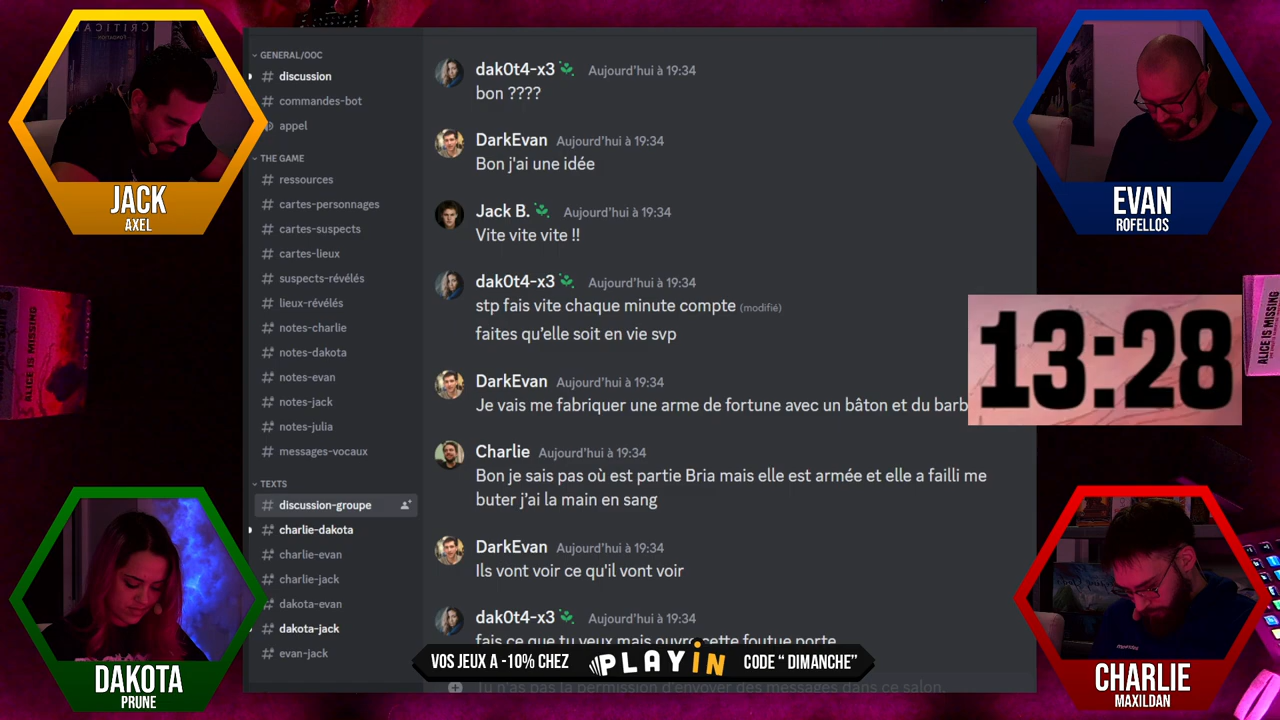 JACK
AXEL
EVAN
ROFELLOS
DAKOTA
PRUNE
CHARLIE
MAXILDAN
GENERAL/OOC
discussion
commandes-bot
appel
THE GAME
ressources
cartes-personnages
cartes-suspects
cartes-lieux
suspects-révélés
lieux-révélés
notes-charlie
notes-dakota
notes-evan
notes-jack
notes-julia
messages-vocaux
TEXTS
discussion-groupe
charlie-dakota
charlie-evan
charlie-jack
dakota-evan
dakota-jack
evan-jack
dak0t4-x3 Aujourd'hui à 19:34
bon ????
DarkEvan Aujourd'hui à 19:34
Bon j'ai une idée
Jack B. Aujourd'hui à 19:34
Vite vite vite !!
dak0t4-x3 Aujourd'hui à 19:34
stp fais vite chaque minute compte (modifié)
faites qu'elle soit en vie svp
DarkEvan Aujourd'hui à 19:34
Je vais me fabriquer une arme de fortune avec un bâton et du barb
Charlie Aujourd'hui à 19:34
Bon je sais pas où est partie Bria mais elle est armée et elle a failli me
buter j'ai la main en sang
DarkEvan Aujourd'hui à 19:34
Ils vont voir ce qu'il vont voir
dak0t4-x3 Aujourd'hui à 19:34
fais ce que tu veux mais ouvre cette foutue porte
Tu n'as pas la permission d'envoyer des messages dans ce salon.
13:28
VOS JEUX A -10% CHEZ PLAYIN CODE “ DIMANCHE”
ALICE IS MISSING
ALICE IS MISSING
CRITICAL